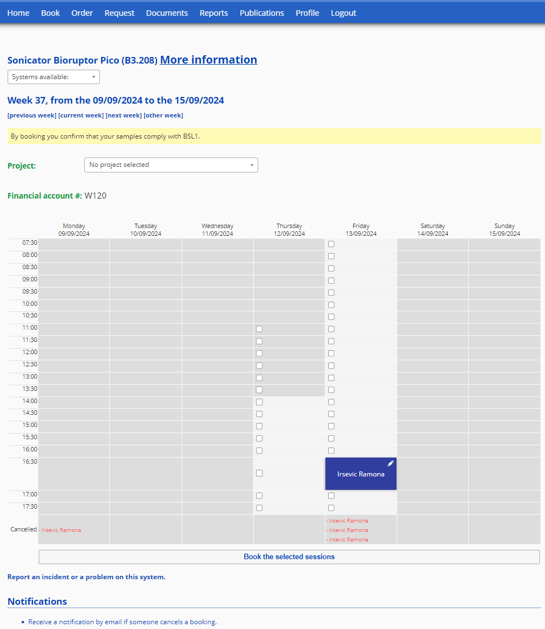 Home Book Order Request Documents Reports Publications Profile Logout
Sonicator Bioruptor Pico (B3.208) More information
Systems available:
Week 37, from the 09/09/2024 to the 15/09/2024
[previous week] [current week] [next week] [other week]
By booking you confirm that your samples comply with BSL1.
Project: No project selected
Financial account #: W120
Monday Tuesday Wednesday Thursday Friday Saturday Sunday
09/09/2024 10/09/2024 11/09/2024 12/09/2024 13/09/2024 14/09/2024 15/09/2024
07:30
08:00
08:30
09:00
09:30
10:00
10:30
11:00
11:30
12:00
12:30
13:00
13:30
14:00
14:30
15:00
15:30
16:00
16:30
Irsevic Ramona
17:00
17:30
- Irsevic Ramona
Cancelled - Irsevic Ramona - Irsevic Ramona
- Irsevic Ramona
Book the selected sessions
Report an incident or a problem on this system.
Notifications
• Receive a notification by email if someone cancels a booking.